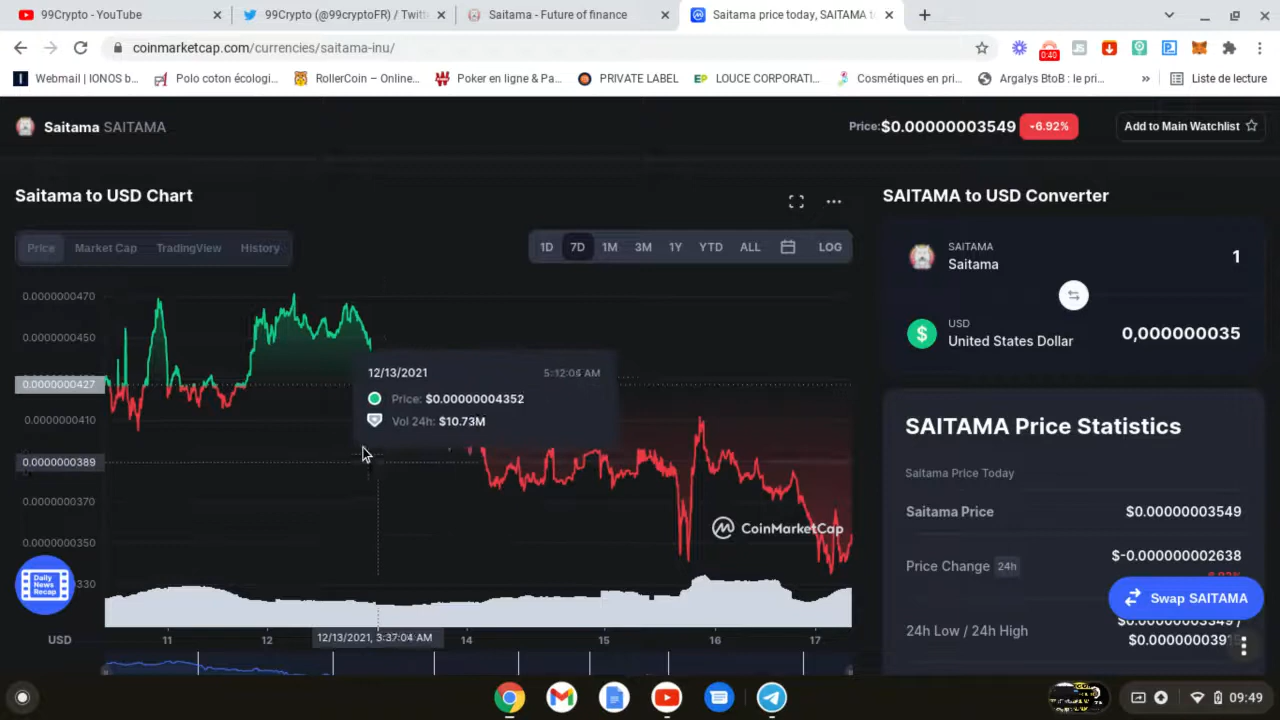 99Crypto - YouTube
99Crypto (@99cryptoFR) / Twitt
Saitama - Future of finance
Saitama price today, SAITAMA to
coinmarketcap.com/currencies/saitama-inu/
0:40
JS
Webmail | IONOS b...
Polo coton écologi...
RollerCoin – Online...
Poker en ligne & Pa...
PRIVATE LABEL
EP LOUCE CORPORATI...
Cosmétiques en pri...
Argalys BtoB : le pri...
»
Liste de lecture
Saitama SAITAMA
Price:$0.00000003549
-6.92%
Add to Main Watchlist
Saitama to USD Chart
Price
Market Cap
TradingView
History
1D
7D
1M
3M
1Y
YTD
ALL
LOG
0.0000000470
0.0000000450
0.0000000427
0.0000000410
0.0000000389
0.0000000370
0.0000000350
330
12/13/2021
5:12:06 AM
Price: $0.00000004352
Vol 24h: $10.73M
CoinMarketCap
Daily
News
Recap
USD
11
12
12/13/2021, 3:37:04 AM
14
15
16
17
SAITAMA to USD Converter
SAITAMA
Saitama
1
USD
United States Dollar
0,000000035
SAITAMA Price Statistics
Saitama Price Today
Saitama Price
$0.00000003549
Price Change 24h
$-0.000000002638
Swap SAITAMA
24h Low / 24h High
09:49